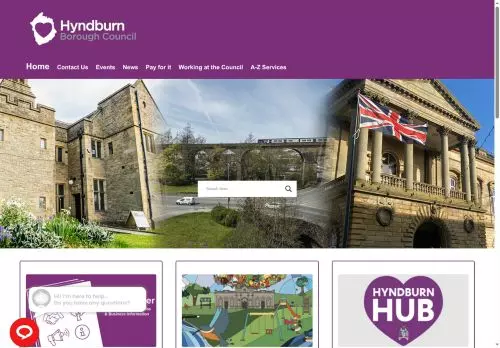 Hyndburn
Borough Council
Home Contact Us Events News Pay for it Working at the Council A-Z Services
Search here
Hi! I'm here to help...
Do you have any questions?
& Business Information
HYNDBURN
HUB